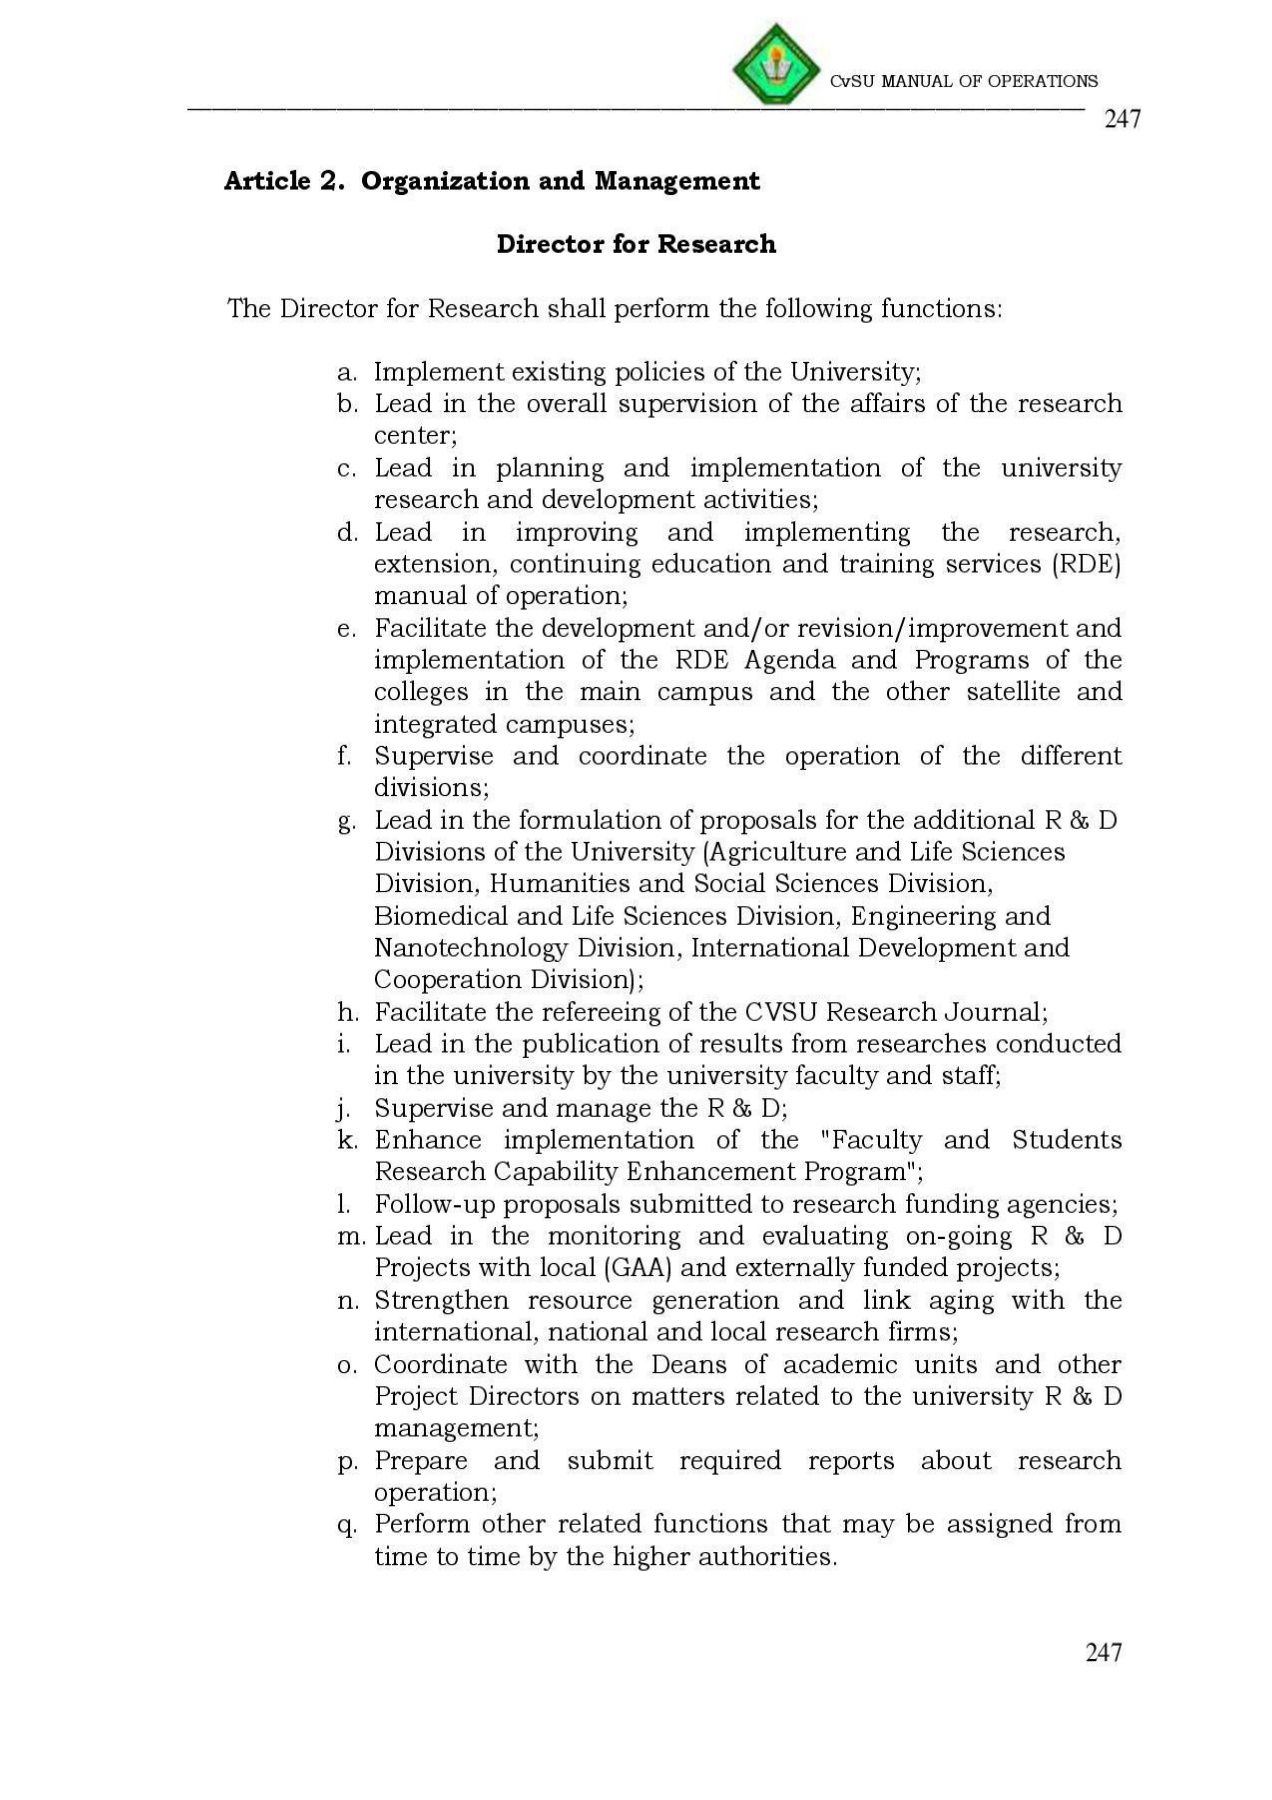 CvSU MANUAL OF OPERATIONS
247
Article 2. Organization and Management
Director for Research
The Director for Research shall perform the following functions:
a. Implement existing policies of the University;
b. Lead in the overall supervision of the affairs of the research
center;
c. Lead in planning and implementation of the university
research and development activities;
d. Lead in improving and implementing the research,
extension, continuing education and training services (RDE)
manual of operation;
e. Facilitate the development and/or revision/improvement and
implementation of the RDE Agenda and Programs of the
colleges in the main campus and the other satellite and
integrated campuses;
f. Supervise and coordinate the operation of the different
divisions;
g. Lead in the formulation of proposals for the additional R & D
Divisions of the University (Agriculture and Life Sciences
Division, Humanities and Social Sciences Division,
Biomedical and Life Sciences Division, Engineering and
Nanotechnology Division, International Development and
Cooperation Division);
h. Facilitate the refereeing of the CVSU Research Journal;
i. Lead in the publication of results from researches conducted
in the university by the university faculty and staff;
j. Supervise and manage the R & D;
k. Enhance implementation of the "Faculty and Students
Research Capability Enhancement Program";
l. Follow-up proposals submitted to research funding agencies;
m. Lead in the monitoring and evaluating on-going R & D
Projects with local (GAA) and externally funded projects;
n. Strengthen resource generation and link aging with the
international, national and local research firms;
o. Coordinate with the Deans of academic units and other
Project Directors on matters related to the university R & D
management;
p. Prepare and submit required reports about research
operation;
q. Perform other related functions that may be assigned from
time to time by the higher authorities.
247